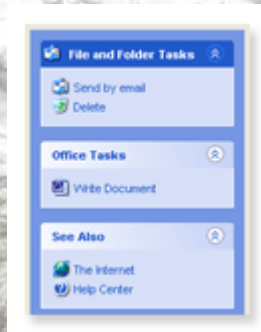 File and Folder Tasks
Send by email
Delete
Office Tasks
Write Document
See Also
The Internet
Help Center